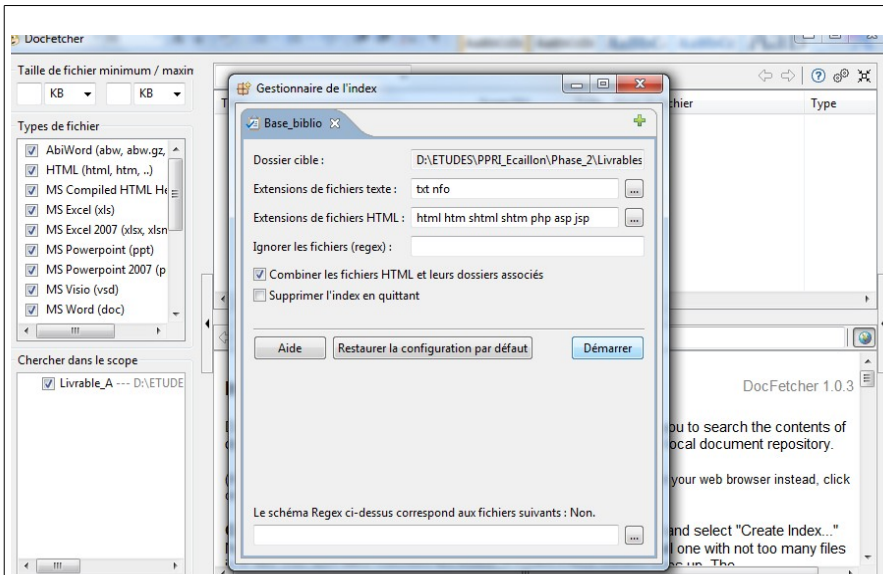 DocFetcher
Taille de fichier minimum / maxin
KB KB
Types de fichier
AbiWord (abw, abw.gz,
HTML (html, htm, ..)
MS Compiled HTML He
MS Excel (xls)
MS Excel 2007 (xlsx, xlsn
MS Powerpoint (ppt)
MS Powerpoint 2007 (p
MS Visio (vsd)
MS Word (doc)
Chercher dans le scope
Livrable_A --- D:\ETUDE
Gestionnaire de l'index
Base_biblio
Dossier cible : D:\ETUDES\PPRI_Ecaillon\Phase_2\Livrables
Extensions de fichiers texte : txt nfo ...
Extensions de fichiers HTML : html htm shtml shtm php asp jsp ...
Ignorer les fichiers (regex) :
Combiner les fichiers HTML et leurs dossiers associés
Supprimer l'index en quittant
Aide Restaurer la configuration par défaut Démarrer
Le schéma Regex ci-dessus correspond aux fichiers suivants : Non.
...
chier Type
DocFetcher 1.0.3
ou to search the contents of
ocal document repository.
your web browser instead, click
and select "Create Index..."
l one with not too many files